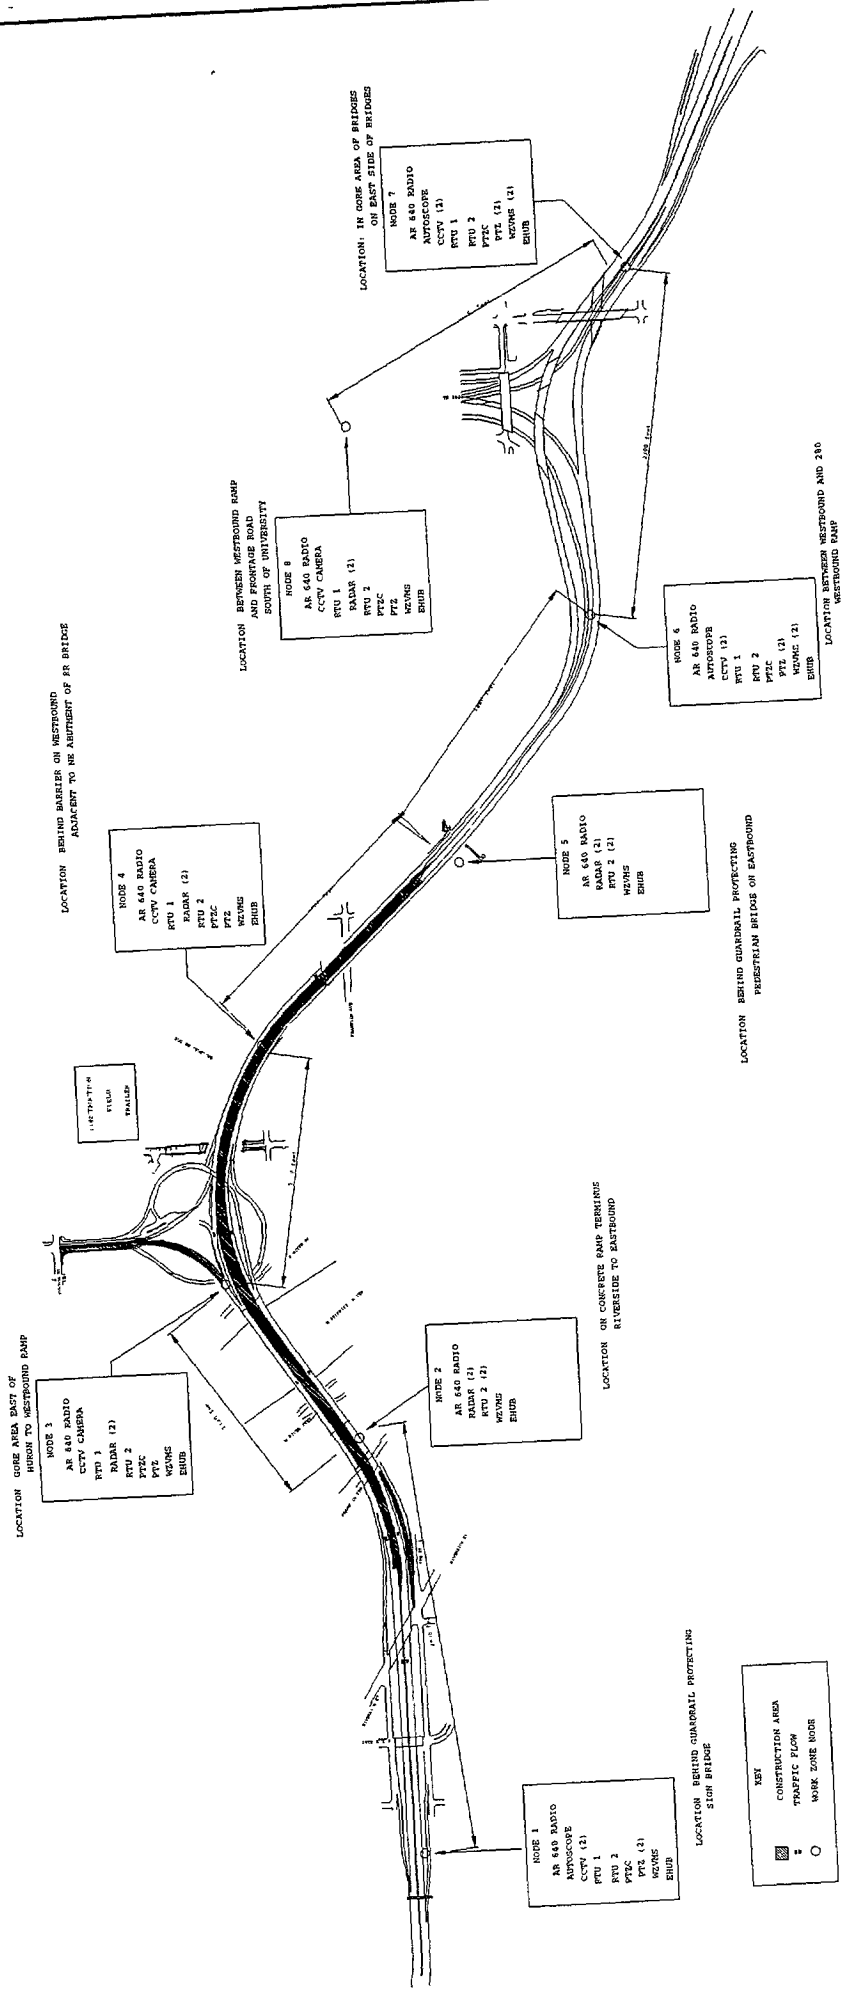 LOCATION: IN GORE AREA OF BRIDGES
ON EAST SIDE OF BRIDGES
NODE 7
AR 640 RADIO
AUTOSCOPE
CCTV (2)
RTU 1
RTU 2
PTZC
PTZ (2)
WZVMS (2)
EHUB
LOCATION BETWEEN WESTBOUND RAMP
AND FRONTAGE ROAD
SOUTH OF UNIVERSITY
NODE 8
AR 640 RADIO
CCTV CAMERA
RTU 1
RADAR (2)
RTU 2
PTZC
PTZ
WZVMS
EHUB
NODE 6
AR 640 RADIO
AUTOSCOPE
CCTV (2)
RTU 1
RTU 2
PTZC
PTZ (2)
WZVMS (2)
EHUB
LOCATION BETWEEN WESTBOUND AND 280
WESTBOUND RAMP
LOCATION BEHIND BARRIER ON WESTBOUND
ADJACENT TO NE ABUTMENT OF RR BRIDGE
NODE 4
AR 640 RADIO
CCTV CAMERA
RTU 1
RADAR (2)
RTU 2
PTZC
PTZ
WZVMS
EHUB
NODE 5
AR 640 RADIO
RADAR (2)
RTU 2 (2)
WZVMS
EHUB
LOCATION BEHIND GUARDRAIL PROTECTING
PEDESTRIAN BRIDGE ON EASTBOUND
FIELD
TRAILER
LOCATION GORE AREA EAST OF
HURON TO WESTBOUND RAMP
NODE 3
AR 640 RADIO
CCTV CAMERA
RTU 1
RADAR (2)
RTU 2
PTZC
PTZ
WZVMS
EHUB
NODE 2
AR 640 RADIO
RADAR (2)
RTU 2 (2)
WZVMS
EHUB
LOCATION ON CONCRETE RAMP TERMINUS
RIVERSIDE TO EASTBOUND
NODE 1
AR 640 RADIO
AUTOSCOPE
CCTV (2)
RTU 1
RTU 2
PTZC
PTZ (2)
WZVMS
EHUB
LOCATION BEHIND GUARDRAIL PROTECTING
SIGN BRIDGE
KEY
CONSTRUCTION AREA
TRAFFIC FLOW
WORK ZONE NODE